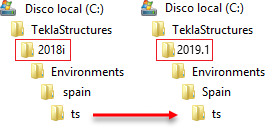 Disco local (C:)
TeklaStructures
2018i
Environments
spain
ts
Disco local (C:)
TeklaStructures
2019.1
Environments
Spain
ts